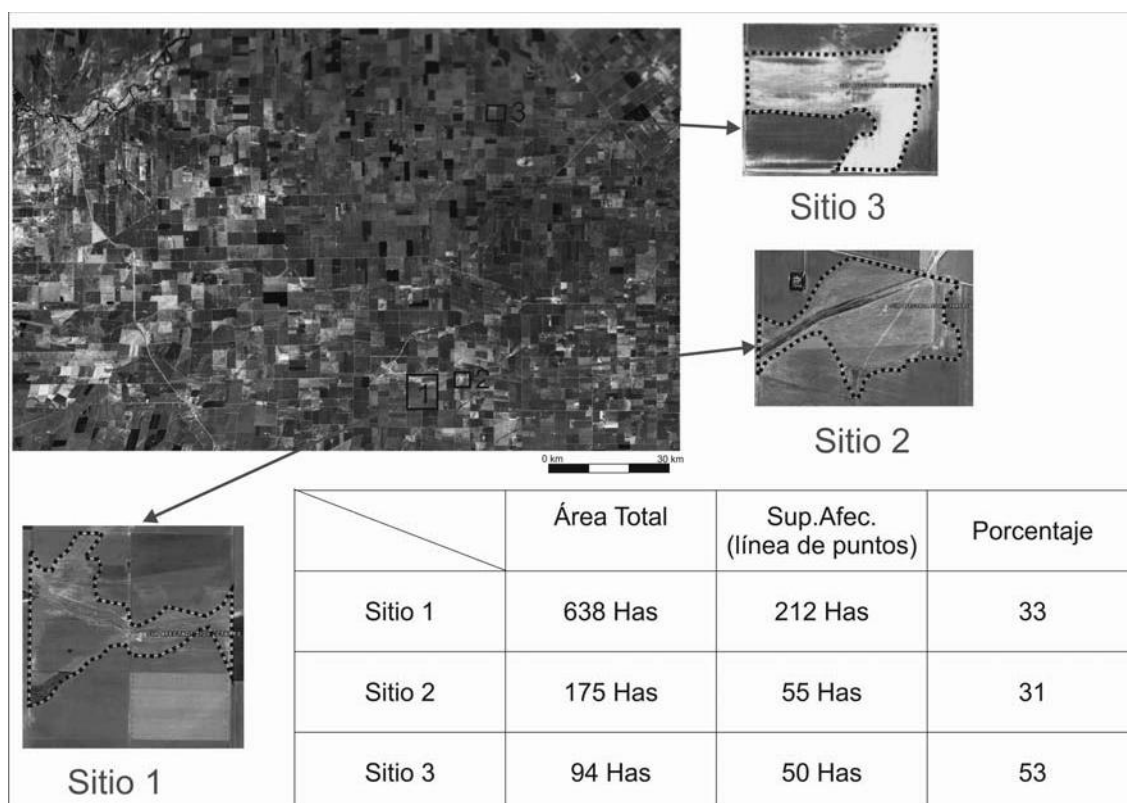 3
1
2
0 km 30 km
Sitio 3
Sitio 2
Sitio 1
Área Total Sup.Afec. Porcentaje
(línea de puntos)
Sitio 1 638 Has 212 Has 33
Sitio 2 175 Has 55 Has 31
Sitio 3 94 Has 50 Has 53